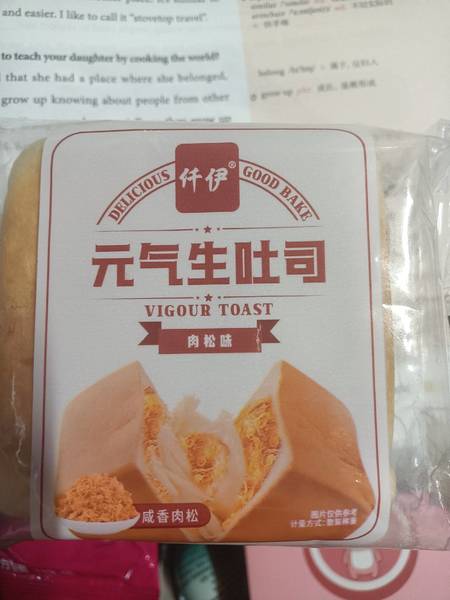 and easier. I like to call it "stovetop travel".
to teach your daughter by cooking the world?
that she had a place where she belonged,
grow up knowing about people from other
belong
grow up
DELICIOUS
仟伊®
GOOD BAKE
元气生吐司
VIGOUR TOAST
肉松味
咸香肉松
图片仅供参考
计量方式:散装称重